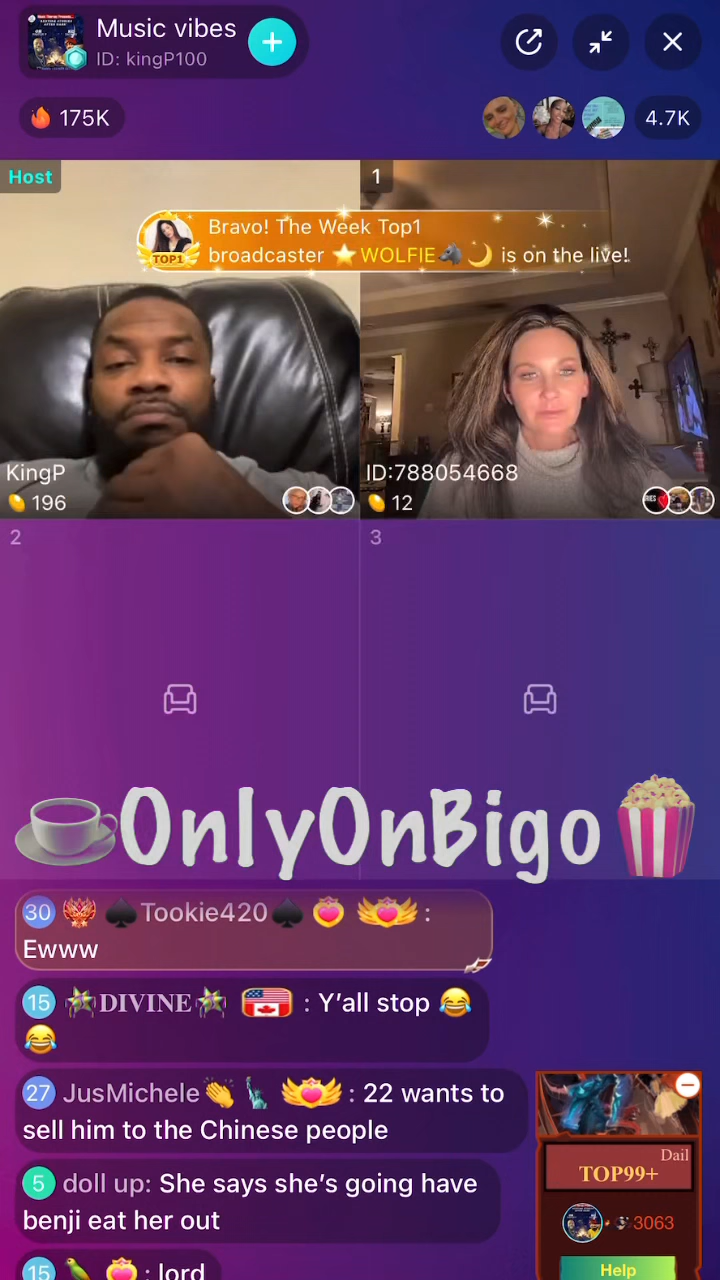 Music vibes
ID: kingP100
175K
4.7K
Host
1
Bravo! The Week Top1
TOP1
broadcaster ⭐WOLFIE🐺🌙 is on the live!
KingP
196
ID:788054668
12
2
3
☕OnlyOnBigo🍿
30 ♠️Tookie420♠️ :
Ewww
15 DIVINE 🇺🇸🇨🇦 : Y’all stop 😂
😂
27 JusMichele👏🗽 : 22 wants to
sell him to the Chinese people
5 doll up: She says she’s going have
benji eat her out
15 🦜 : lord
Dail
TOP99+
3063
Help